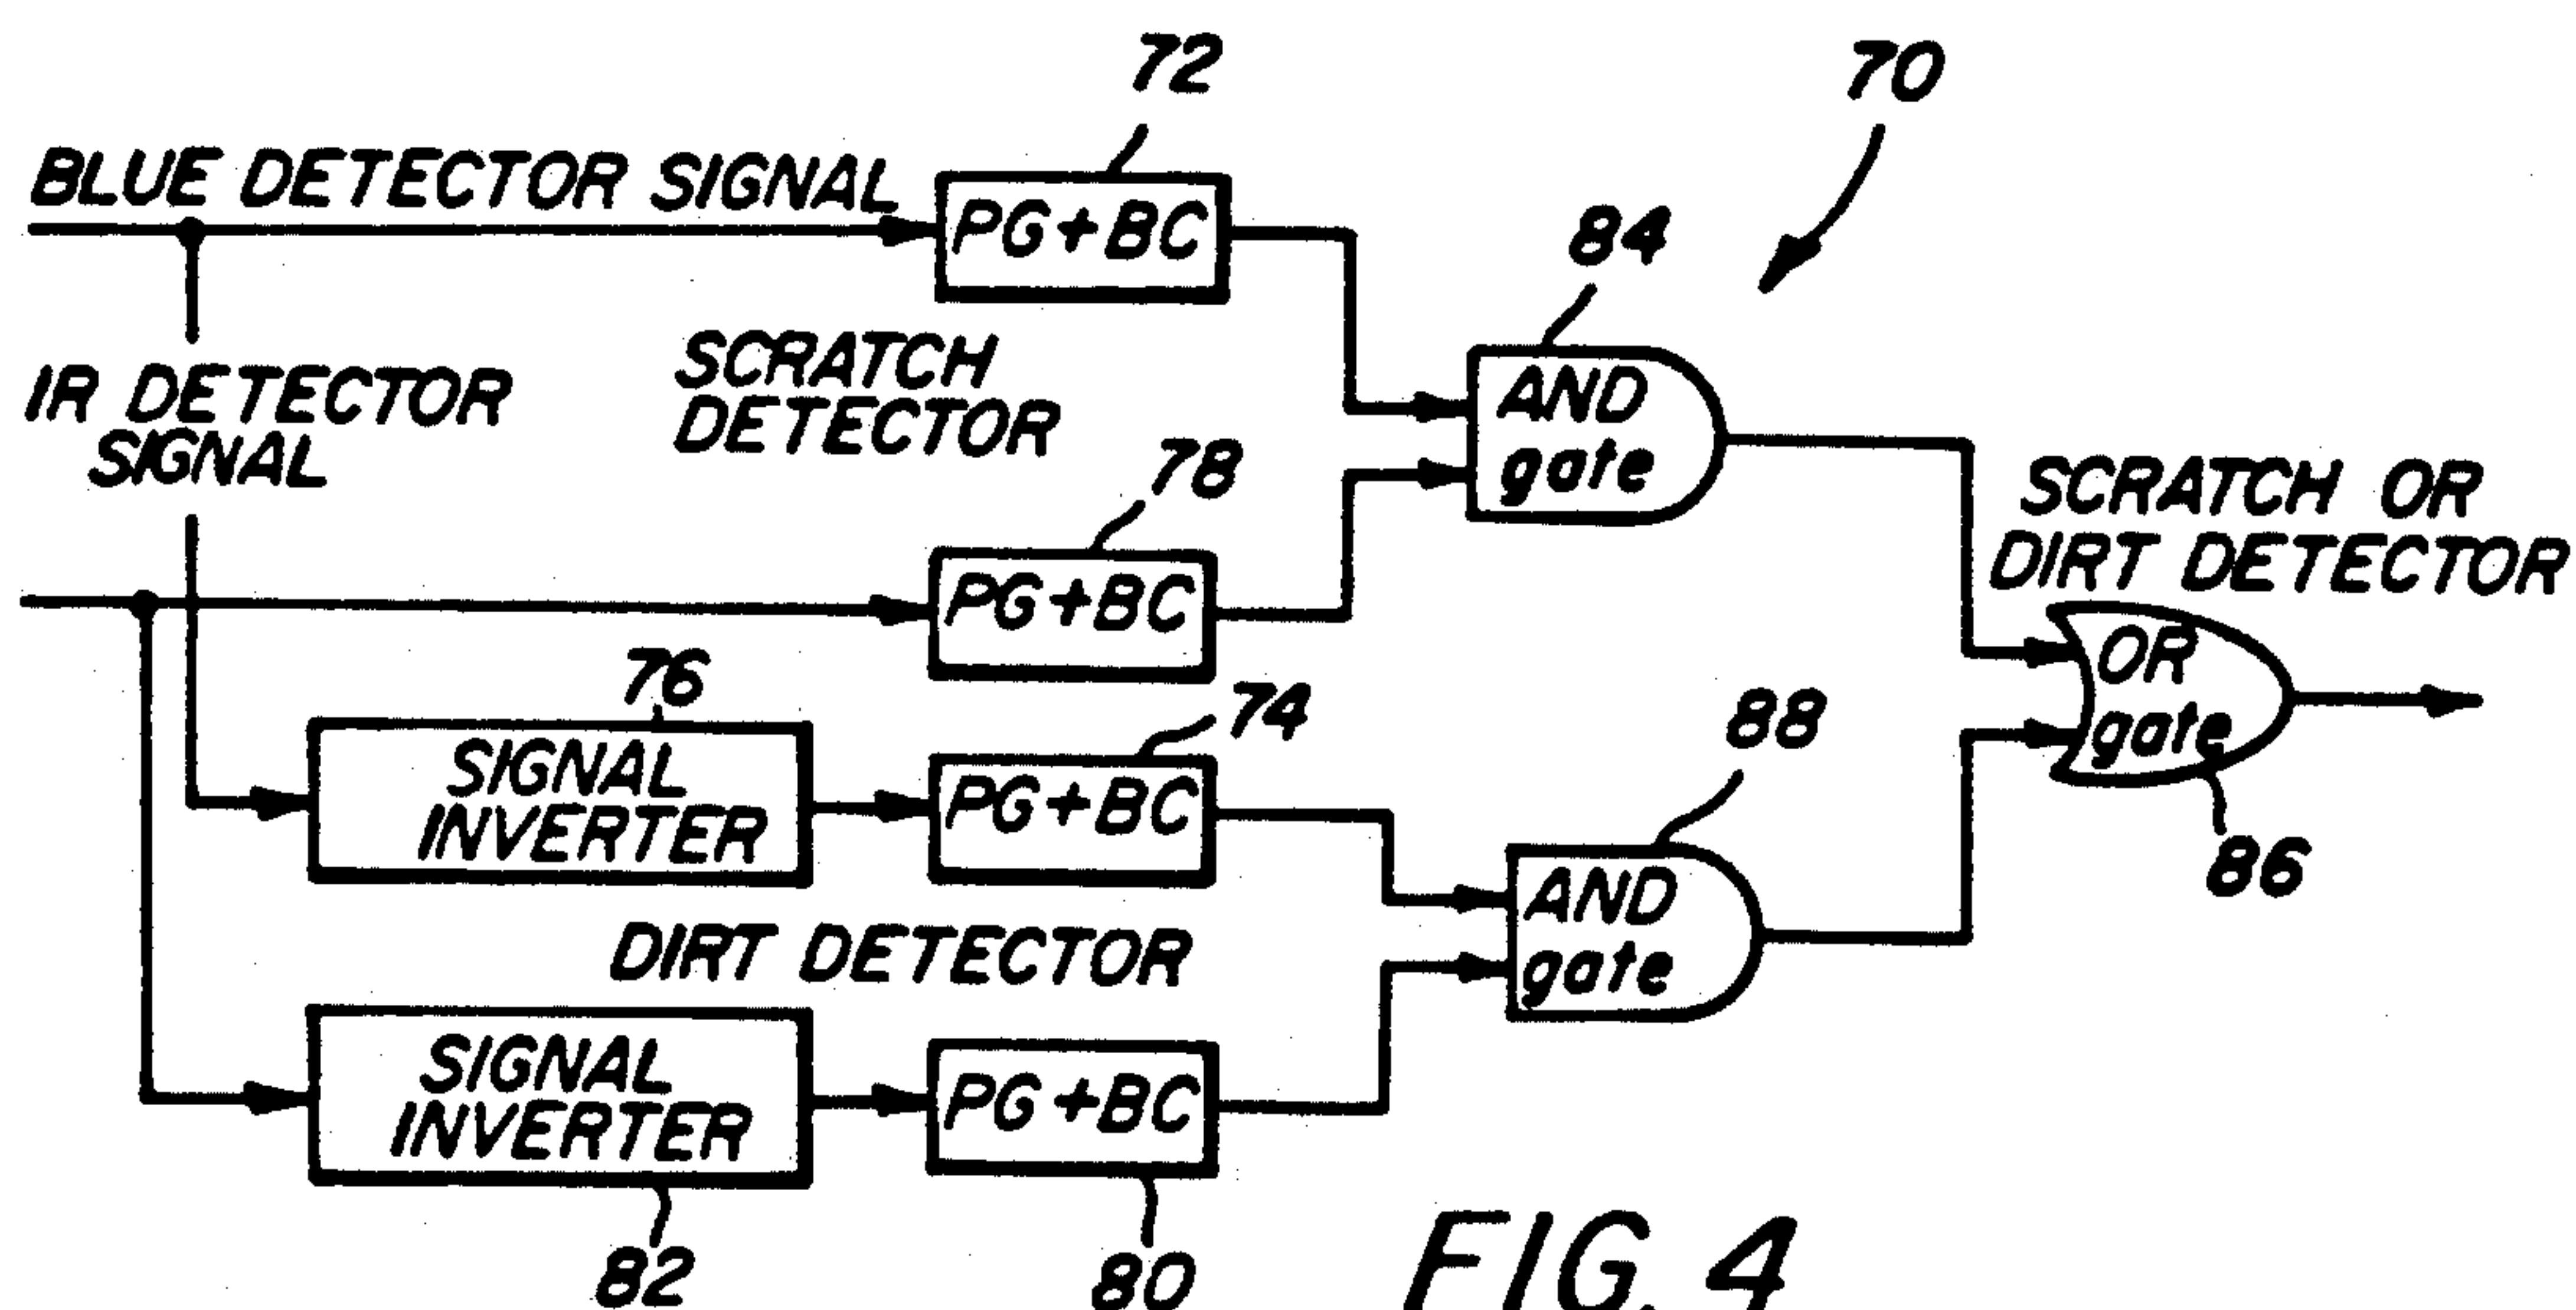 72
70
BLUE DETECTOR SIGNAL
PG+BC
84
IR DETECTOR
SIGNAL
SCRATCH
DETECTOR
AND
gate
78
SCRATCH OR
DIRT DETECTOR
PG+BC
OR
gate
76
74
88
SIGNAL
INVERTER
PG+BC
86
AND
gate
DIRT DETECTOR
SIGNAL
INVERTER
PG+BC
82
80
FIG. 4